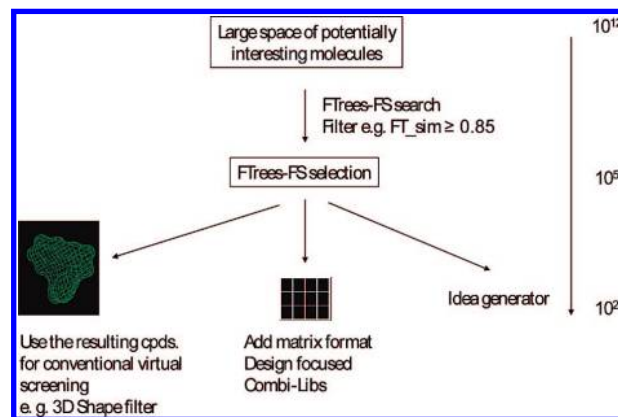 Large space of potentially
interesting molecules
10¹²
FTrees-FS search
Filter e.g. FT_sim ≥ 0.85
FTrees-FS selection
10⁵
Idea generator
10²
Use the resulting cpds.
for conventional virtual
screening
e. g. 3D Shape filter
Add matrix format
Design focused
Combi-Libs